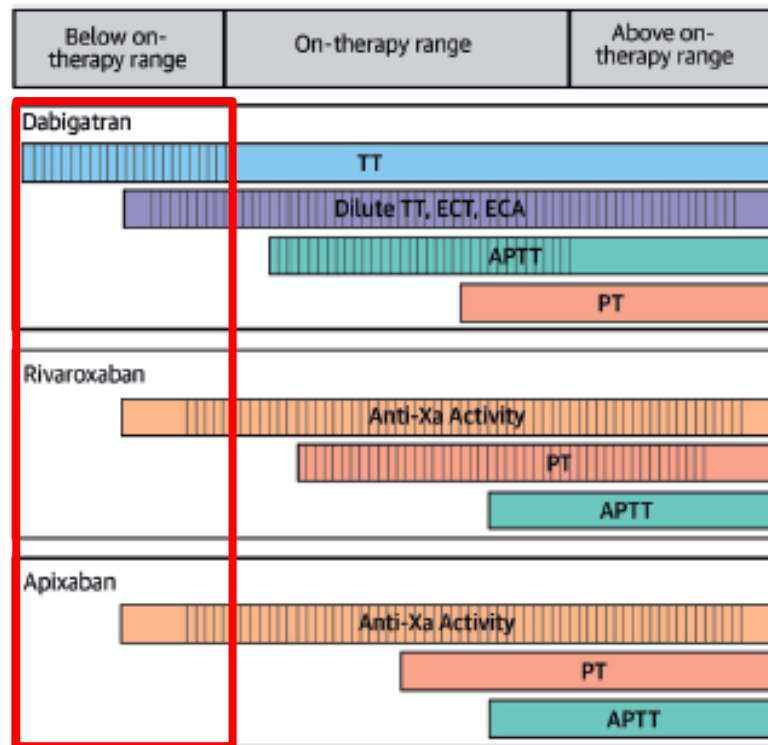 Below on-
therapy range
On-therapy range
Above on-
therapy range
Dabigatran
TT
Dilute TT, ECT, ECA
APTT
PT
Rivaroxaban
Anti-Xa Activity
PT
APTT
Apixaban
Anti-Xa Activity
PT
APTT